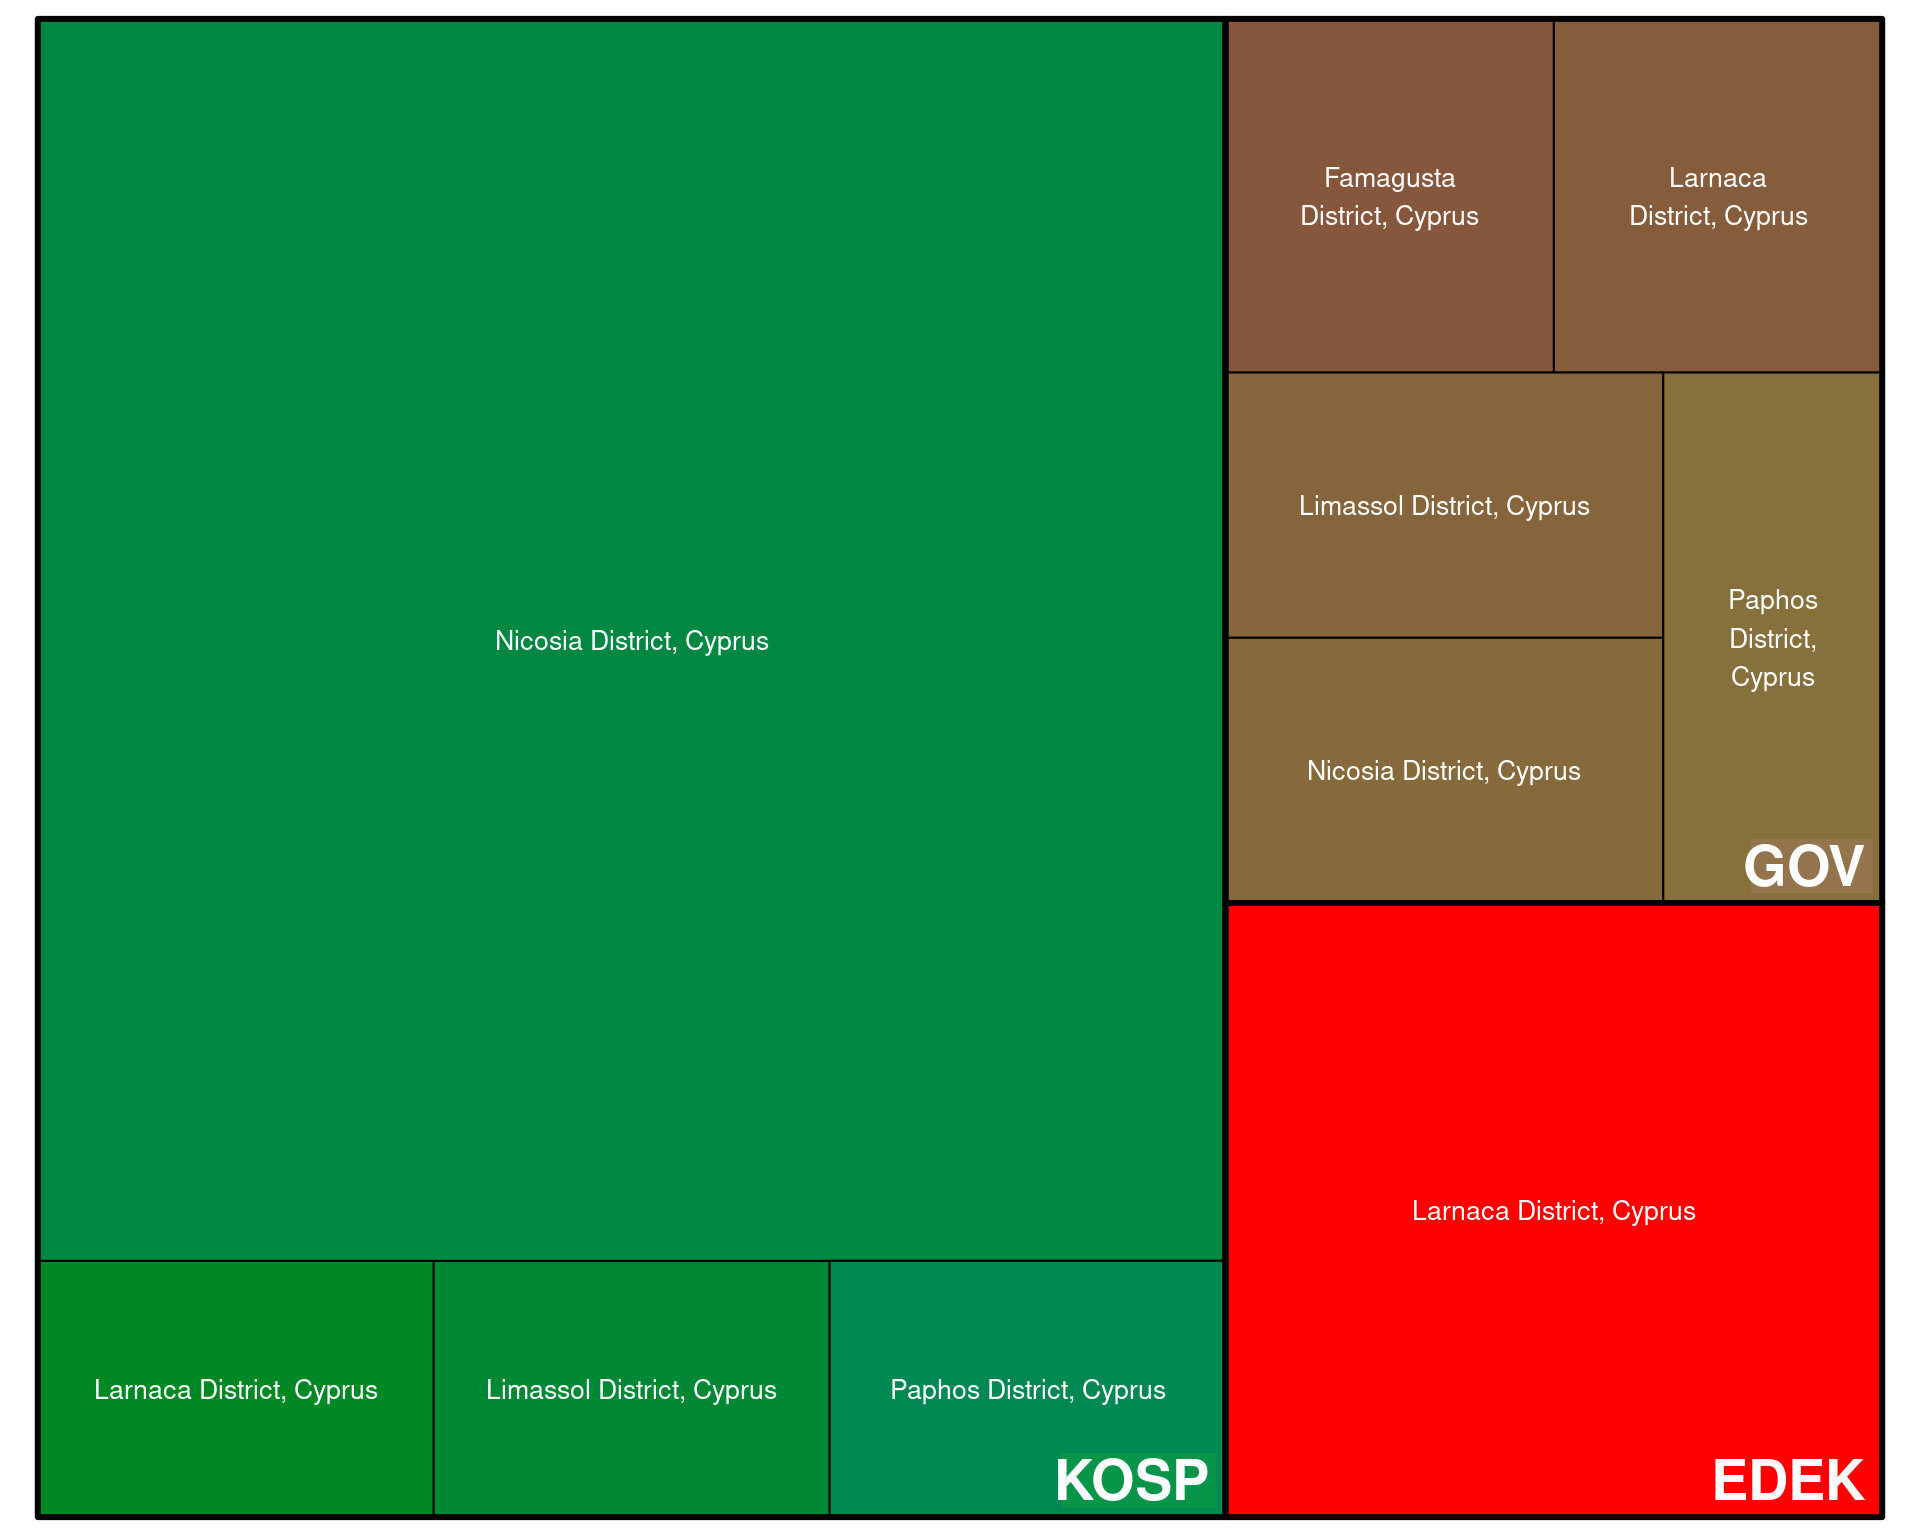 Nicosia District, Cyprus
Larnaca District, Cyprus
Limassol District, Cyprus
Paphos District, Cyprus
KOSP
Famagusta
District, Cyprus
Larnaca
District, Cyprus
Limassol District, Cyprus
Nicosia District, Cyprus
Paphos
District,
Cyprus
GOV
Larnaca District, Cyprus
EDEK